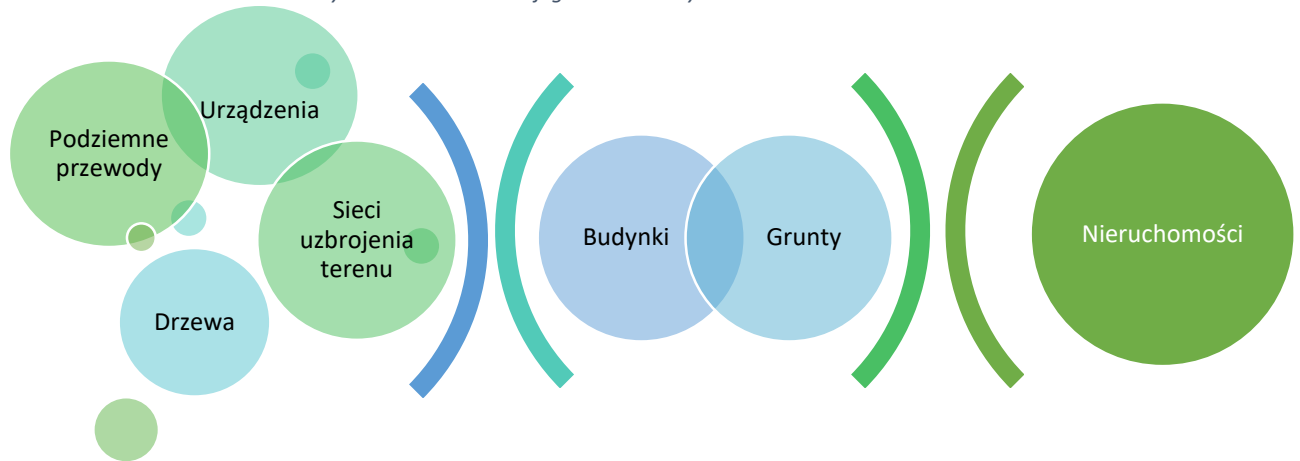 Urządzenia
Podziemne
przewody
Sieci
uzbrojenia
terenu
Drzewa
Budynki
Grunty
Nieruchomości